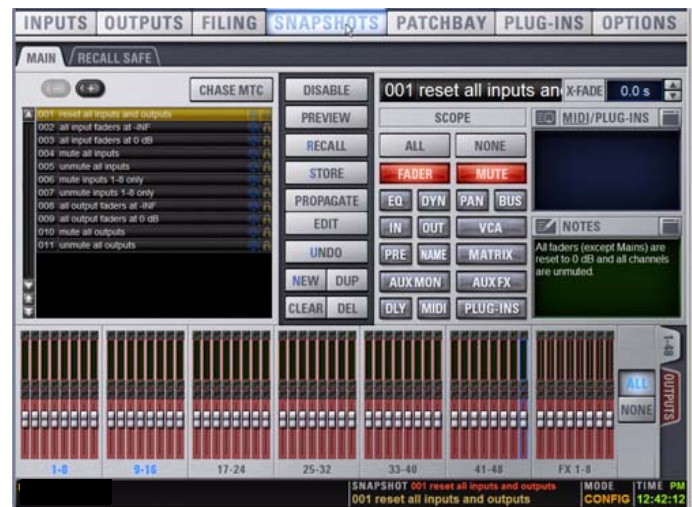 INPUTS OUTPUTS FILING SNAPSHOTS PATCHBAY PLUG-INS OPTIONS
MAIN RECALL SAFE
CHASE MTC
001 reset all inputs and outputs
002 all input faders at -INF
003 all input faders at 0 dB
004 mute all inputs
005 unmute all inputs
006 mute inputs 1-8 only
007 unmute inputs 1-8 only
008 all output faders at -INF
009 all output faders at 0 dB
010 mute all outputs
011 unmute all outputs
DISABLE
PREVIEW
RECALL
STORE
PROPAGATE
EDIT
UNDO
NEW DUP
CLEAR DEL
001 reset all inputs an X-FADE 0.0 s
SCOPE
ALL NONE
FADER MUTE
EQ DYN PAN BUS
IN OUT VCA
PRE NAME MATRIX
AUX MON AUX FX
DLY MIDI PLUG-INS
MIDI/PLUG-INS
NOTES
All faders (except Mains) are
reset to 0 dB and all channels
are unmuted.
1-8 9-16 17-24 25-32 33-40 41-48 FX 1-8
ALL
NONE
1-48
OUTPUTS
SNAPSHOT 001 reset all inputs and outputs
001 reset all inputs and outputs
MODE
CONFIG
TIME PM
12:42:12